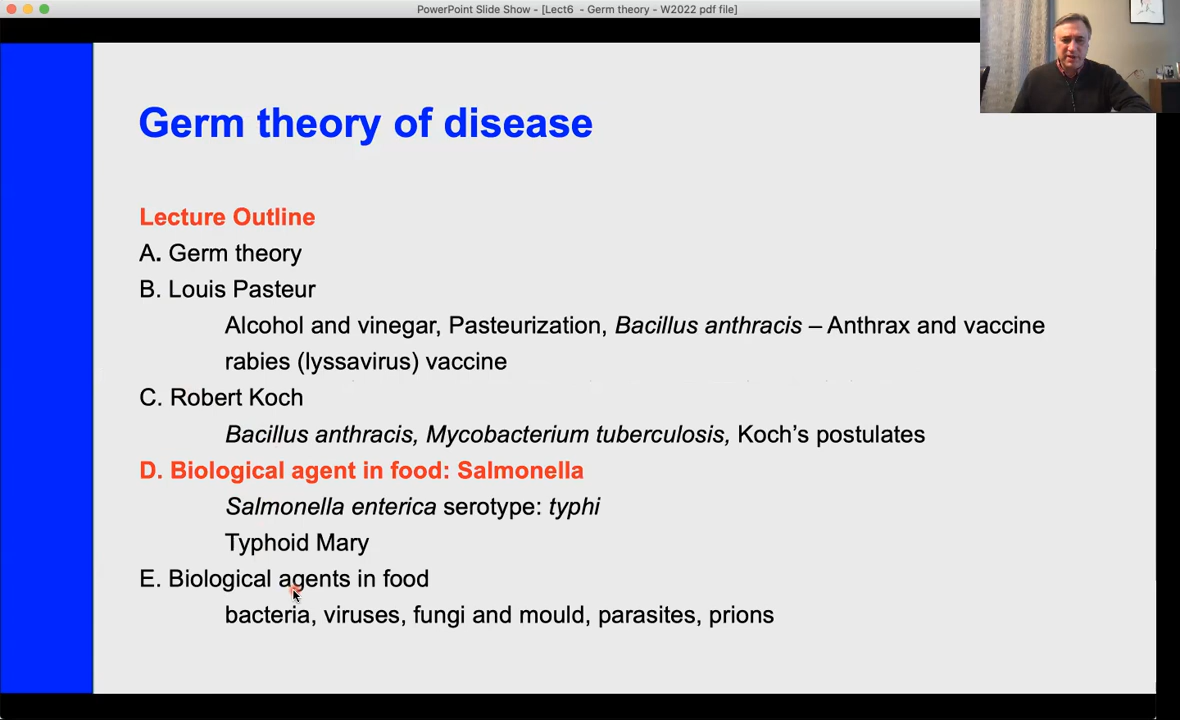 PowerPoint Slide Show - [Lect6  - Germ theory - W2022 pdf file]
Germ theory of disease
Lecture Outline
A. Germ theory
B. Louis Pasteur
Alcohol and vinegar, Pasteurization, Bacillus anthracis – Anthrax and vaccine
rabies (lyssavirus) vaccine
C. Robert Koch
Bacillus anthracis, Mycobacterium tuberculosis, Koch’s postulates
D. Biological agent in food: Salmonella
Salmonella enterica serotype: typhi
Typhoid Mary
E. Biological agents in food
bacteria, viruses, fungi and mould, parasites, prions